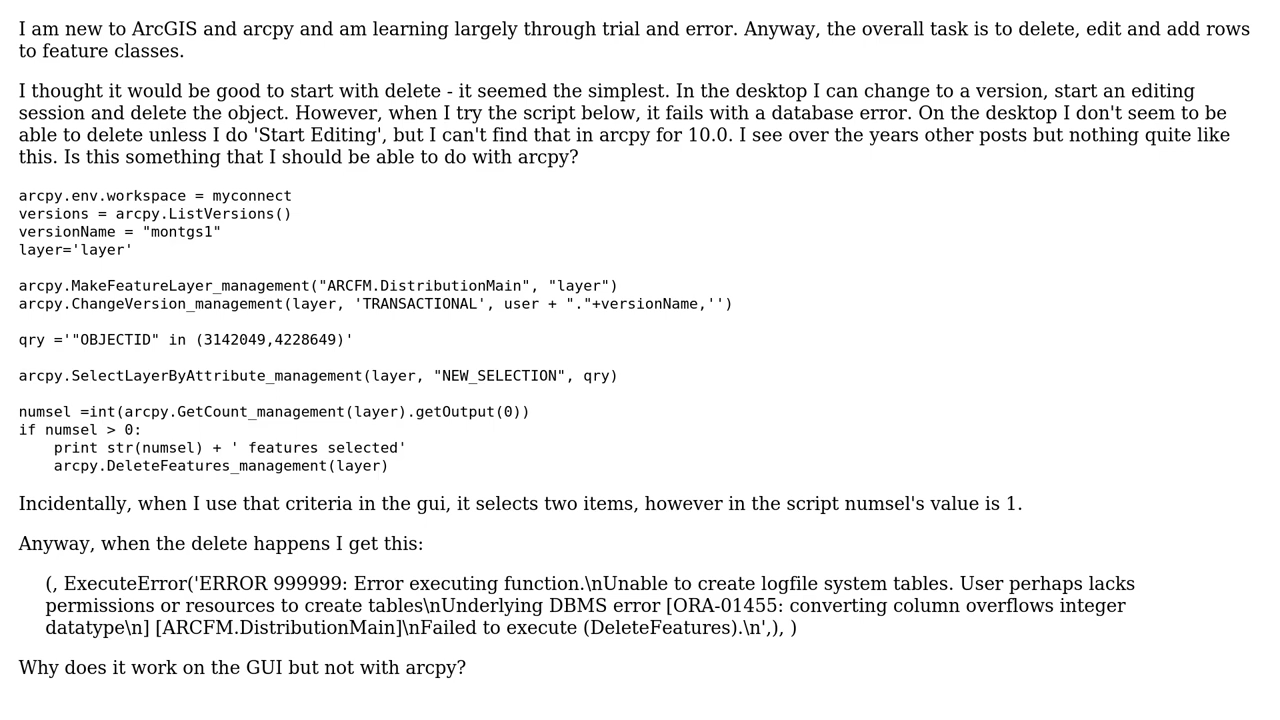 I am new to ArcGIS and arcpy and am learning largely through trial and error. Anyway, the overall task is to delete, edit and add rows
to feature classes.
I thought it would be good to start with delete - it seemed the simplest. In the desktop I can change to a version, start an editing
session and delete the object. However, when I try the script below, it fails with a database error. On the desktop I don't seem to be
able to delete unless I do 'Start Editing', but I can't find that in arcpy for 10.0. I see over the years other posts but nothing quite like
this. Is this something that I should be able to do with arcpy?
arcpy.env.workspace = myconnect
versions = arcpy.ListVersions()
versionName = "montgs1"
layer='layer'
arcpy.MakeFeatureLayer_management("ARCFM.DistributionMain", "layer")
arcpy.ChangeVersion_management(layer, 'TRANSACTIONAL', user + "."+versionName,'')
qry ='"OBJECTID" in (3142049,4228649)'
arcpy.SelectLayerByAttribute_management(layer, "NEW_SELECTION", qry)
numsel =int(arcpy.GetCount_management(layer).getOutput(0))
if numsel > 0:
    print str(numsel) + ' features selected'
    arcpy.DeleteFeatures_management(layer)
Incidentally, when I use that criteria in the gui, it selects two items, however in the script numsel's value is 1.
Anyway, when the delete happens I get this:
(, ExecuteError('ERROR 999999: Error executing function.\nUnable to create logfile system tables. User perhaps lacks
permissions or resources to create tables\nUnderlying DBMS error [ORA-01455: converting column overflows integer
datatype\n] [ARCFM.DistributionMain]\nFailed to execute (DeleteFeatures).\n',), )
Why does it work on the GUI but not with arcpy?